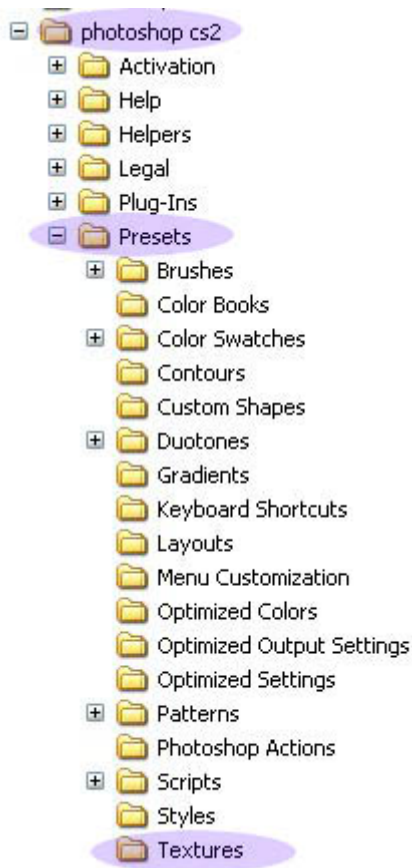 photoshop cs2
Activation
Help
Helpers
Legal
Plug-Ins
Presets
Brushes
Color Books
Color Swatches
Contours
Custom Shapes
Duotones
Gradients
Keyboard Shortcuts
Layouts
Menu Customization
Optimized Colors
Optimized Output Settings
Optimized Settings
Patterns
Photoshop Actions
Scripts
Styles
Textures